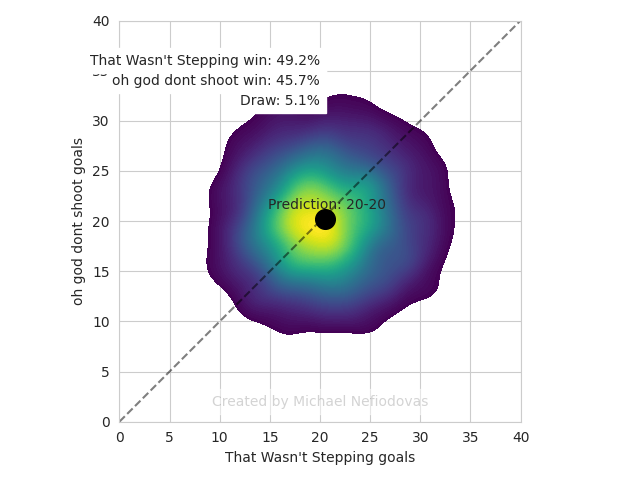 40
That Wasn't Stepping win: 49.2%
oh god dont shoot win: 45.7%
Draw: 5.1%
30
25
Prediction: 20-20
20
15
10
5
0
oh god dont shoot goals
Created by Michael Nefiodovas
0 5 10 15 20 25 30 35 40
That Wasn't Stepping goals